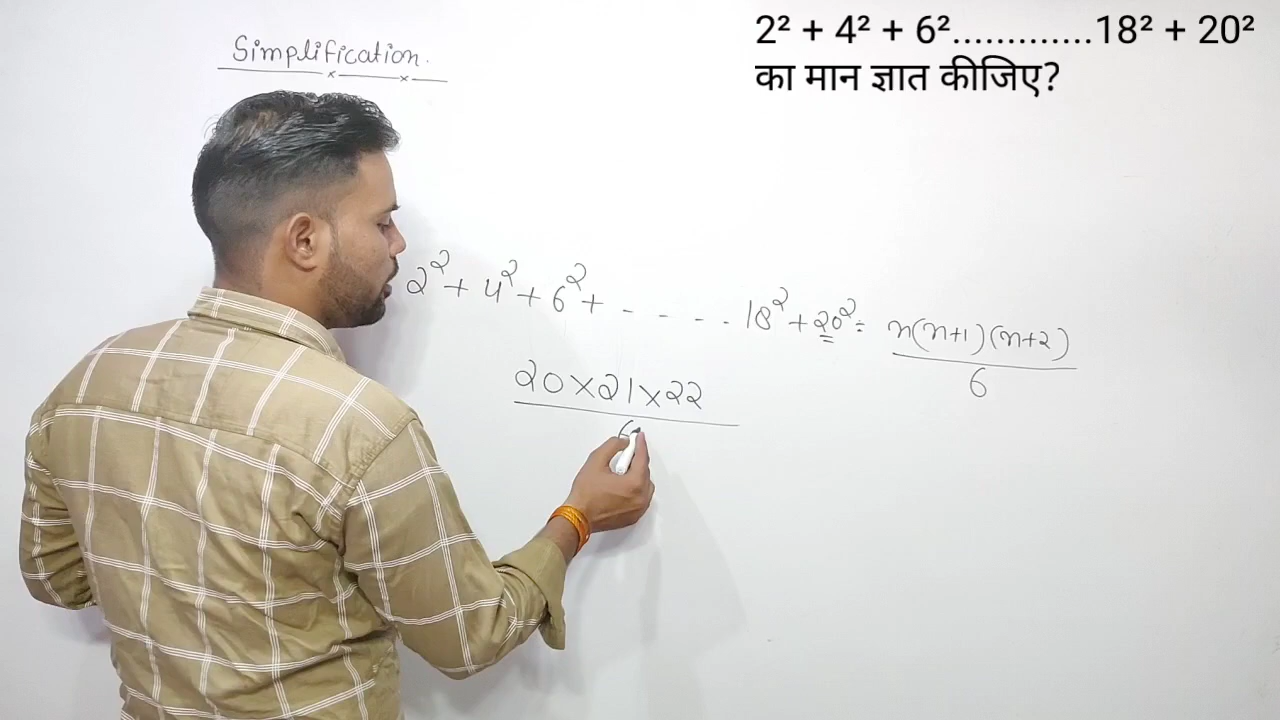 Simplification.
2² + 4² + 6².............18² + 20²
का मान ज्ञात कीजिए?
2² + 4² + 6² + - - - - 18² + 20² = n(n+1)(n+2)
6
20×21×22
6